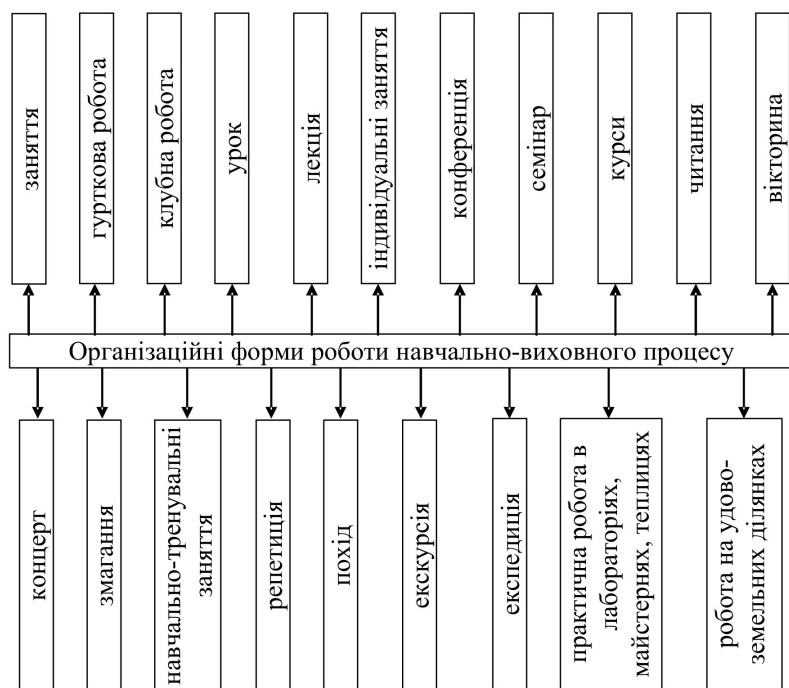 заняття
гурткова робота
клубна робота
урок
лекція
індивідуальні заняття
конференція
семінар
курси
читання
вікторина
Організаційні форми роботи навчально-виховного процесу
концерт
змагання
навчально-тренувальні
заняття
репетиція
похід
екскурсія
експедиція
практична робота в
лабораторіях,
майстернях, теплицях
робота на удово-
земельних ділянках